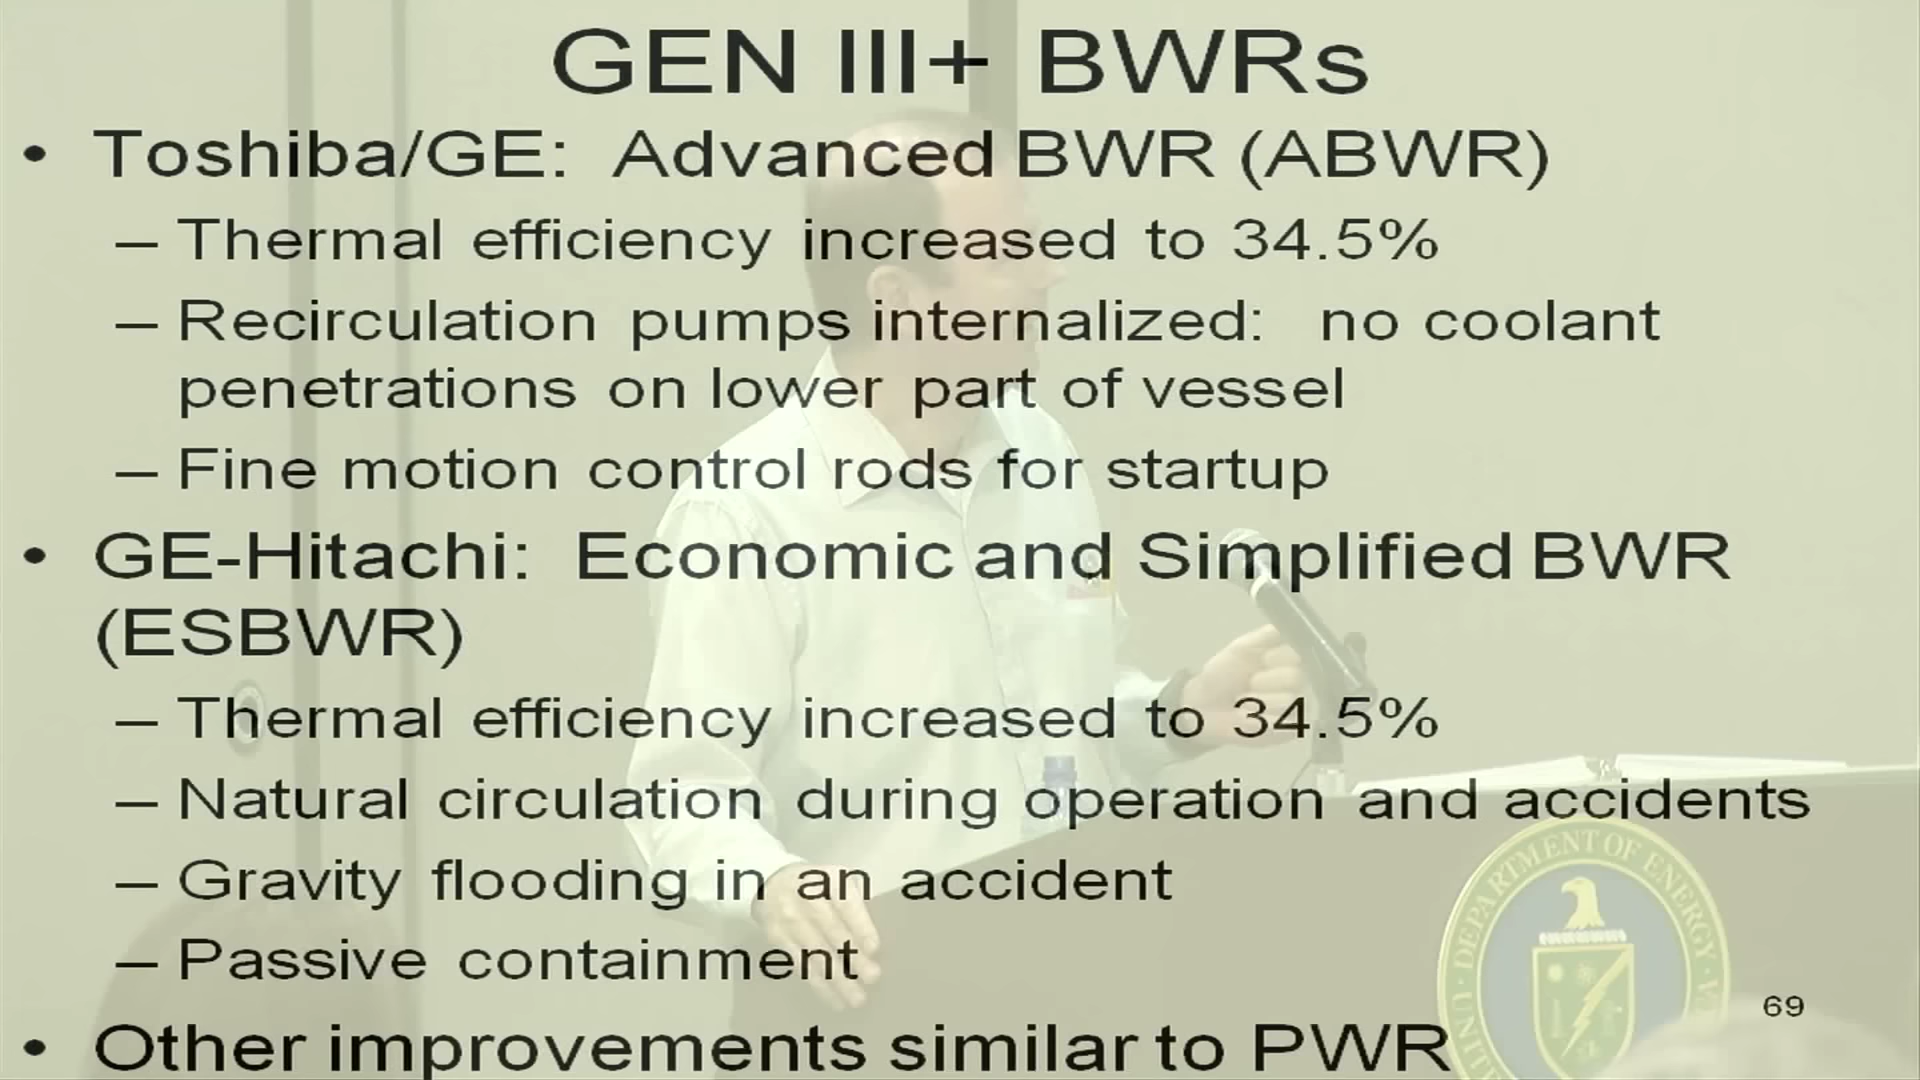 GEN III+ BWRs
• Toshiba/GE: Advanced BWR (ABWR)
– Thermal efficiency increased to 34.5%
– Recirculation pumps internalized: no coolant
penetrations on lower part of vessel
– Fine motion control rods for startup
• GE-Hitachi: Economic and Simplified BWR
(ESBWR)
– Thermal efficiency increased to 34.5%
– Natural circulation during operation and accidents
– Gravity flooding in an accident
– Passive containment
DEPARTMENT OF ENERGY
69
• Other improvements similar to PWR